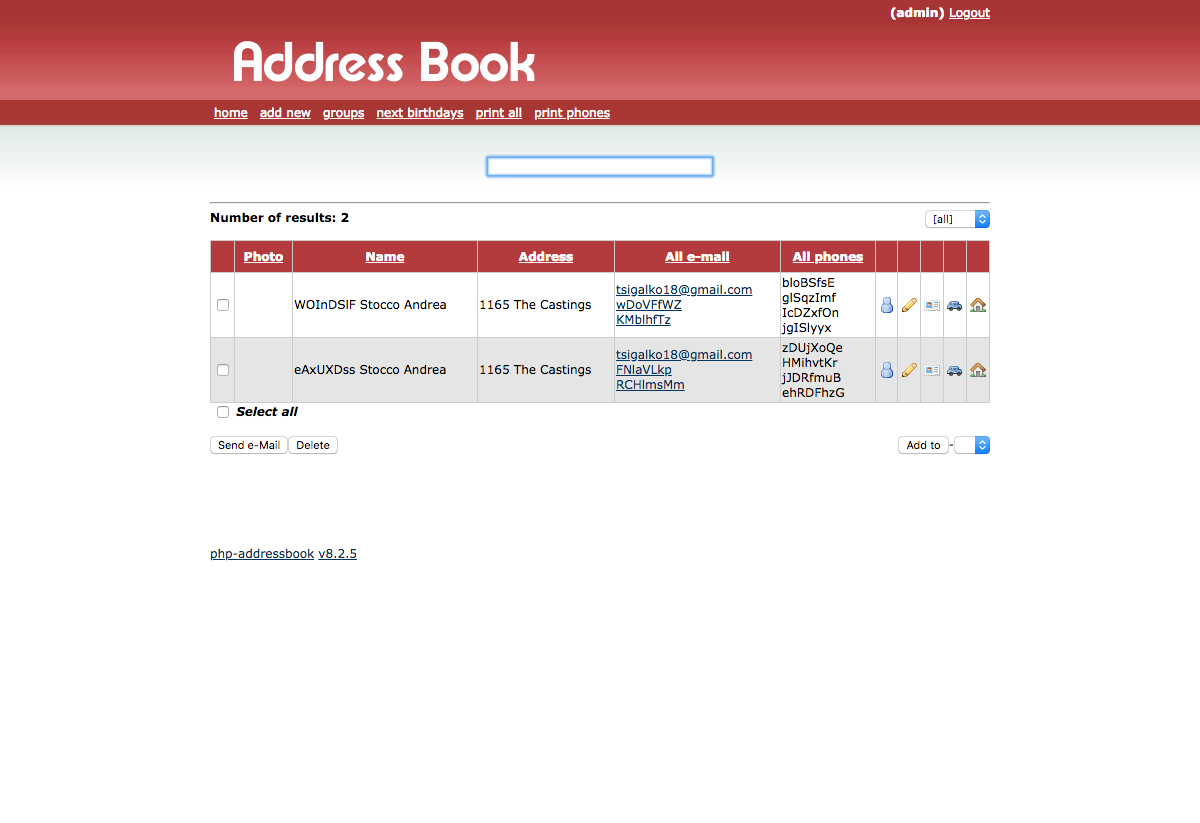 (admin) Logout
Address Book
home add new groups next birthdays print all print phones
Number of results: 2
[all]
Photo Name Address All e-mail All phones
WOInDSlF Stocco Andrea 1165 The Castings
tsigalko18@gmail.com
wDoVFfWZ
KMblhfTz
bloBSfsE
glSqzImf
IcDZxfOn
jgISlyyx
eAxUXDss Stocco Andrea 1165 The Castings
tsigalko18@gmail.com
FNlaVLkp
RCHlmsMm
zDUjXoQe
HMihvtKr
jJDRfmuB
ehRDFhzG
Select all
Send e-Mail Delete Add to -
php-addressbook v8.2.5